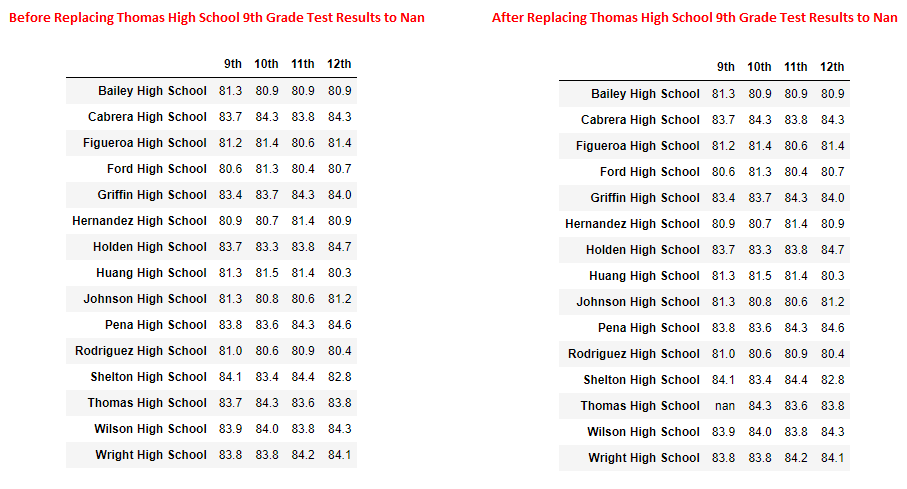 Before Replacing Thomas High School 9th Grade Test Results to Nan
9th 10th 11th 12th
Bailey High School 81.3 80.9 80.9 80.9
Cabrera High School 83.7 84.3 83.8 84.3
Figueroa High School 81.2 81.4 80.6 81.4
Ford High School 80.6 81.3 80.4 80.7
Griffin High School 83.4 83.7 84.3 84.0
Hernandez High School 80.9 80.7 81.4 80.9
Holden High School 83.7 83.3 83.8 84.7
Huang High School 81.3 81.5 81.4 80.3
Johnson High School 81.3 80.8 80.6 81.2
Pena High School 83.8 83.6 84.3 84.6
Rodriguez High School 81.0 80.6 80.9 80.4
Shelton High School 84.1 83.4 84.4 82.8
Thomas High School 83.7 84.3 83.6 83.8
Wilson High School 83.9 84.0 83.8 84.3
Wright High School 83.8 83.8 84.2 84.1
After Replacing Thomas High School 9th Grade Test Results to Nan
9th 10th 11th 12th
Bailey High School 81.3 80.9 80.9 80.9
Cabrera High School 83.7 84.3 83.8 84.3
Figueroa High School 81.2 81.4 80.6 81.4
Ford High School 80.6 81.3 80.4 80.7
Griffin High School 83.4 83.7 84.3 84.0
Hernandez High School 80.9 80.7 81.4 80.9
Holden High School 83.7 83.3 83.8 84.7
Huang High School 81.3 81.5 81.4 80.3
Johnson High School 81.3 80.8 80.6 81.2
Pena High School 83.8 83.6 84.3 84.6
Rodriguez High School 81.0 80.6 80.9 80.4
Shelton High School 84.1 83.4 84.4 82.8
Thomas High School nan 84.3 83.6 83.8
Wilson High School 83.9 84.0 83.8 84.3
Wright High School 83.8 83.8 84.2 84.1